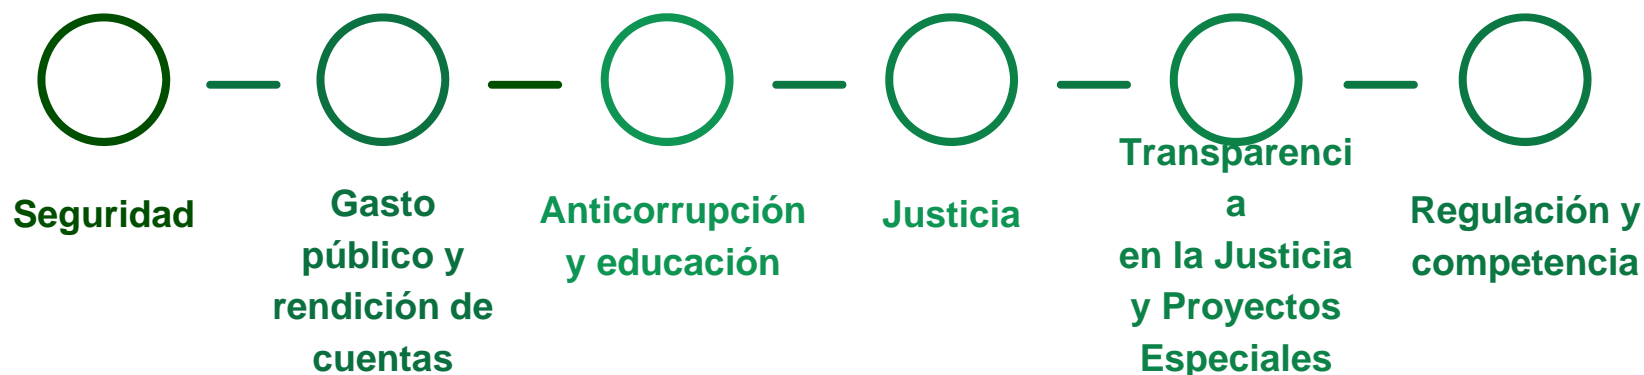 Seguridad
Gasto
público y
rendición de
cuentas
Anticorrupción
y educación
Justicia
Transparenci
a
en la Justicia
y Proyectos
Especiales
Regulación y
competencia